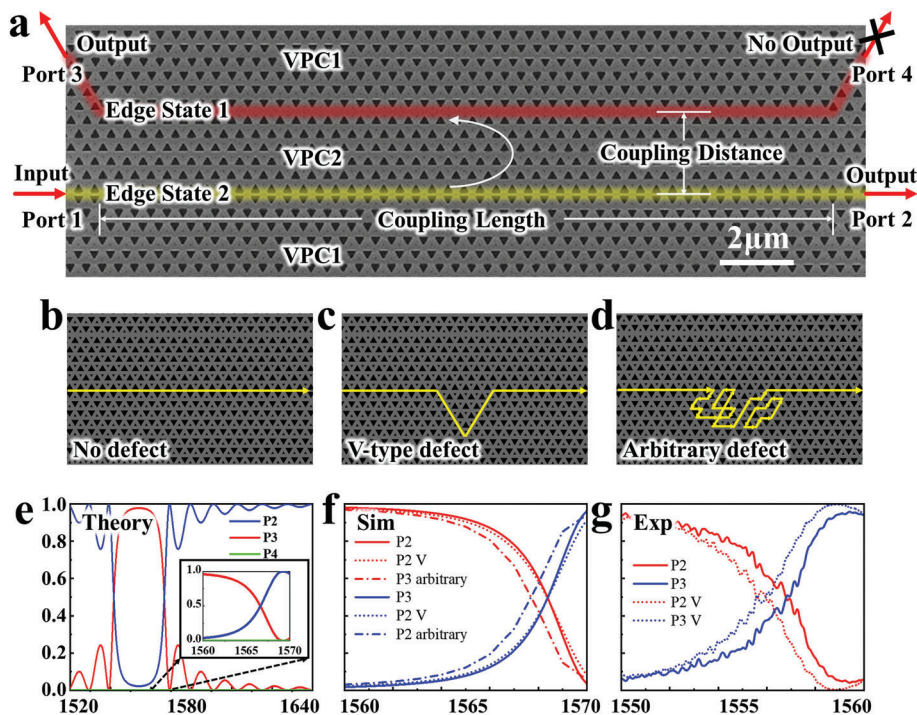 a
Output
VPC1
No Output
Port 3
Port 4
Edge State 1
VPC2
Coupling Distance
Input
Edge State 2
Output
Port 1
Coupling Length
Port 2
VPC1
2μm
b
No defect
c
V-type defect
d
Arbitrary defect
e
Theory
1.0
0.8
0.6
0.4
0.2
0.0
P2
P3
P4
1.0
0.5
0.0
1560 1565 1570
1520 1580 1640
f
Sim
P2
P2 V
P3 arbitrary
P3
P2 V
P2 arbitrary
1560 1565 1570
g
Exp
P2
P3
P2 V
P3 V
1550 1555 1560